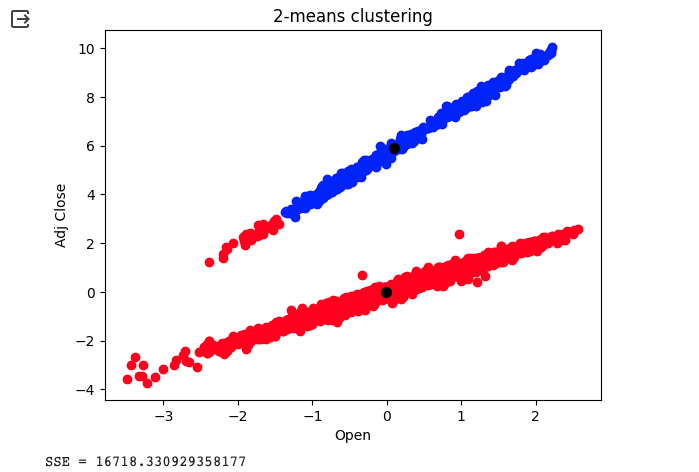 2-means clustering
10
8
6
4
2
0
−2
−4
Adj Close
−3 −2 −1 0 1 2
Open
SSE = 16718.330929358177